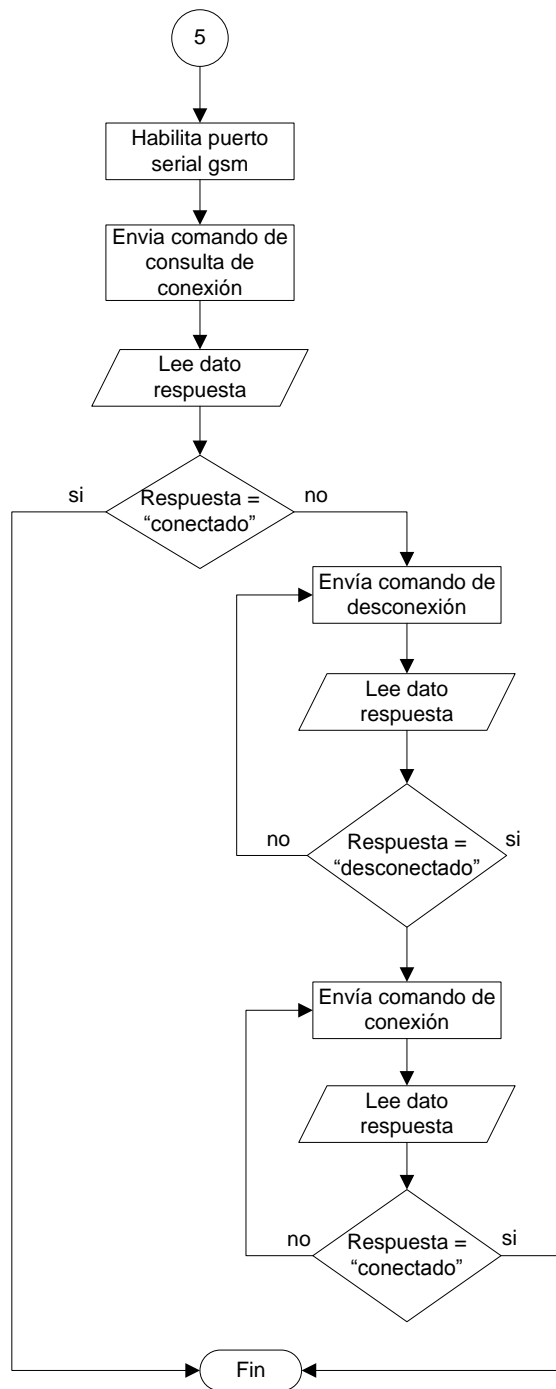 5
Habilita puerto
serial gsm
Envia comando de
consulta de
conexión
Lee dato
respuesta
si
Respuesta =
“conectado”
no
Envía comando de
desconexión
Lee dato
respuesta
no
Respuesta =
“desconectado”
si
Envía comando de
conexión
Lee dato
respuesta
no
Respuesta =
“conectado”
si
Fin